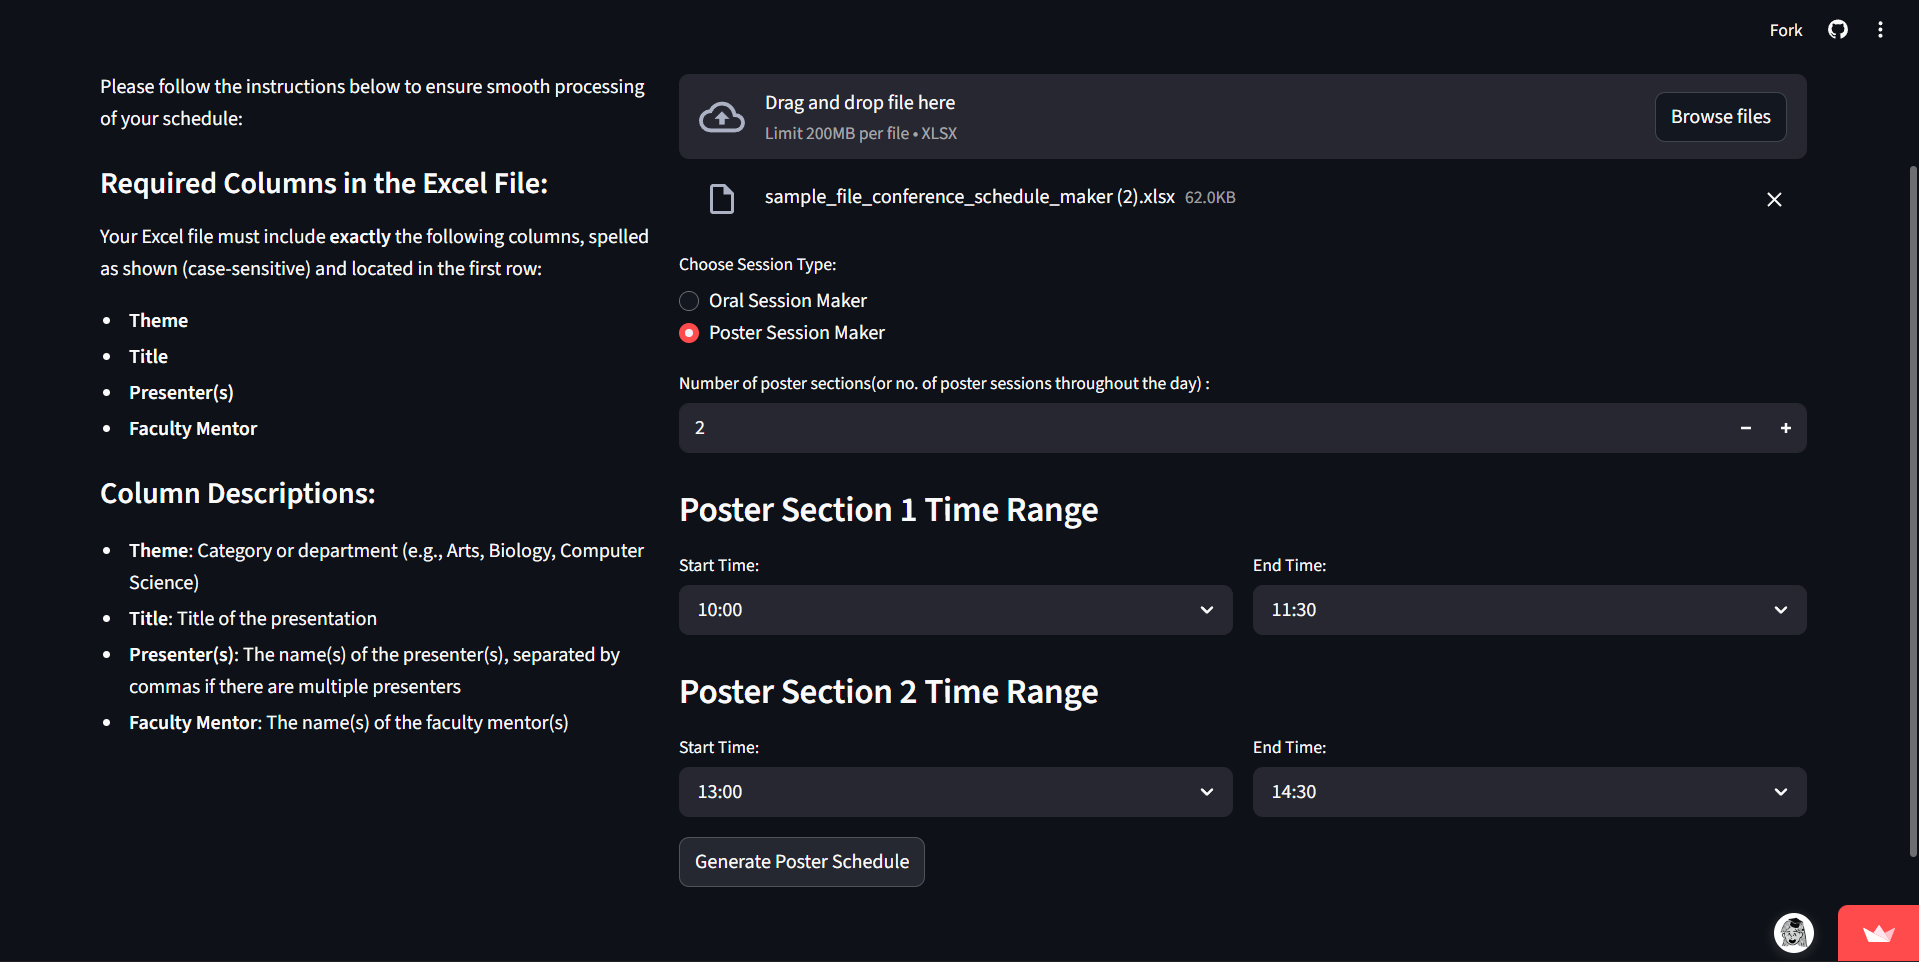 Fork
Please follow the instructions below to ensure smooth processing
of your schedule:
Required Columns in the Excel File:
Your Excel file must include exactly the following columns, spelled
as shown (case-sensitive) and located in the first row:
Theme
Title
Presenter(s)
Faculty Mentor
Column Descriptions:
Theme: Category or department (e.g., Arts, Biology, Computer
Science)
Title: Title of the presentation
Presenter(s): The name(s) of the presenter(s), separated by
commas if there are multiple presenters
Faculty Mentor: The name(s) of the faculty mentor(s)
Drag and drop file here
Limit 200MB per file • XLSX
Browse files
sample_file_conference_schedule_maker (2).xlsx 62.0KB
Choose Session Type:
Oral Session Maker
Poster Session Maker
Number of poster sections(or no. of poster sessions throughout the day) :
2
Poster Section 1 Time Range
Start Time:
End Time:
10:00
11:30
Poster Section 2 Time Range
Start Time:
End Time:
13:00
14:30
Generate Poster Schedule